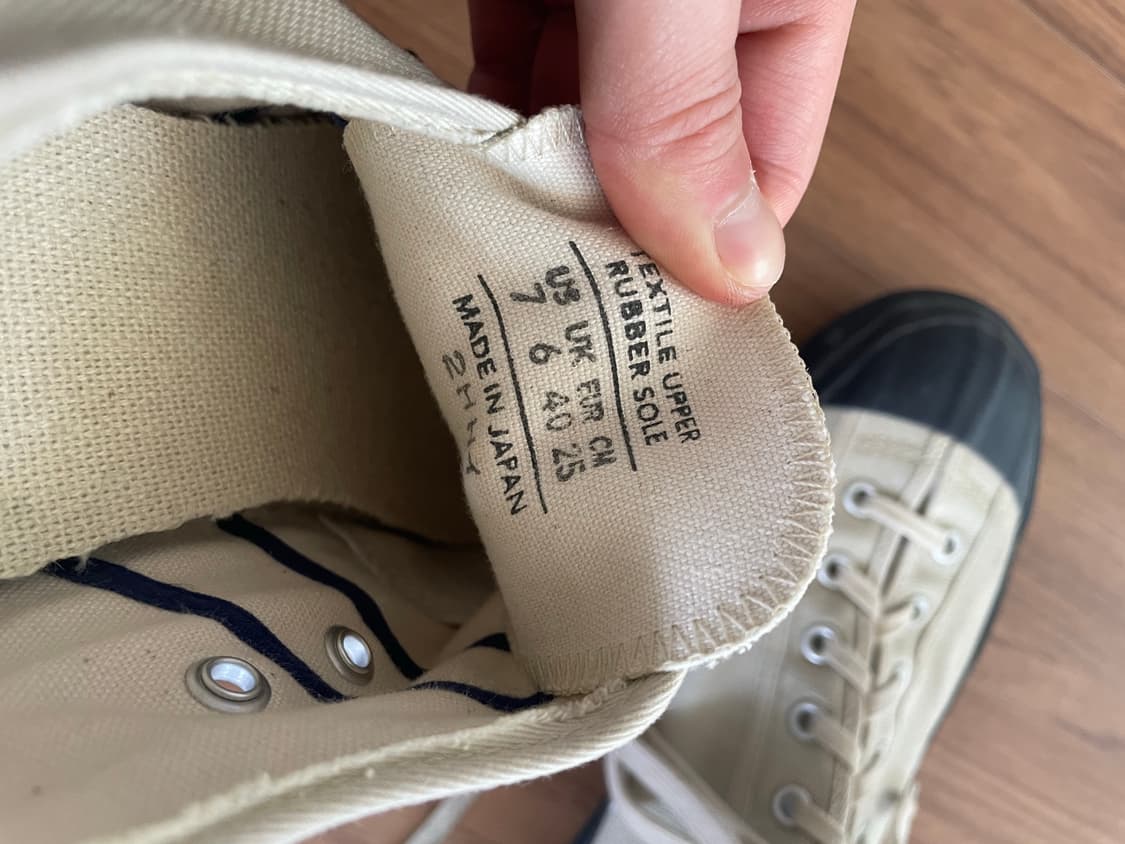 TEXTILE UPPER
RUBBER SOLE
US UK EUR CM
7 6 40 25
MADE IN JAPAN